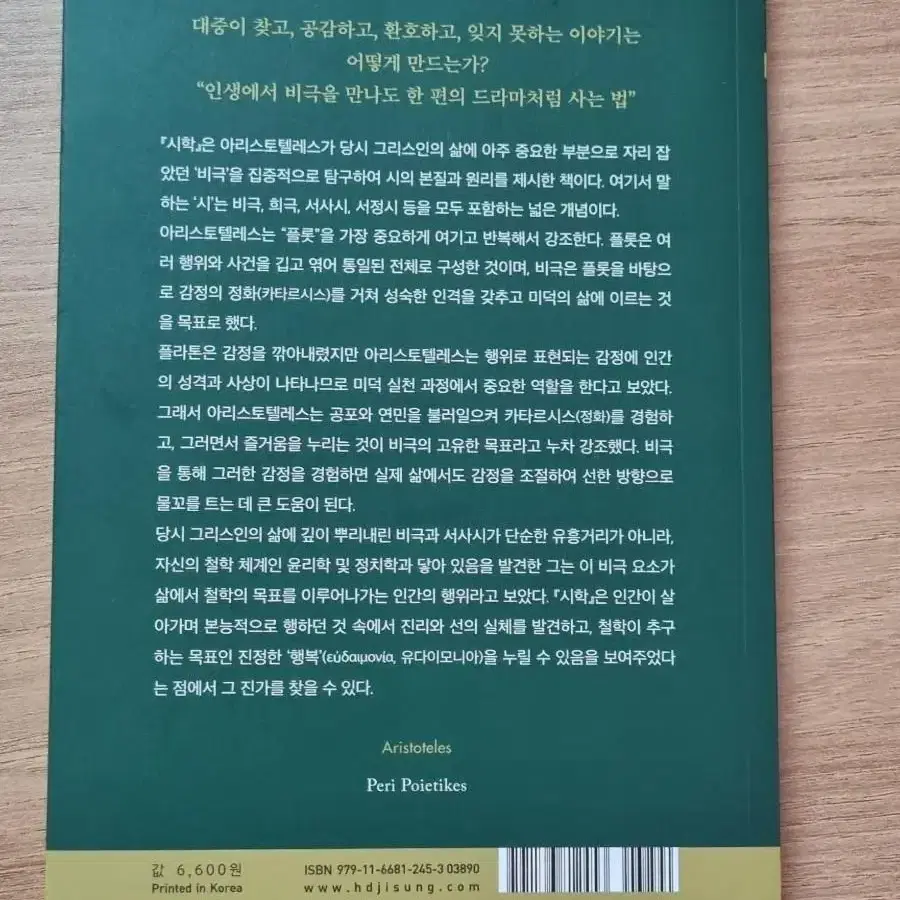 대중이 찾고, 공감하고, 환호하고, 잊지 못하는 이야기는
어떻게 만드는가?
“인생에서 비극을 만나도 한 편의 드라마처럼 사는 법”
『시학』은 아리스토텔레스가 당시 그리스인의 삶에 아주 중요한 부분으로 자리 잡
았던 ‘비극’을 집중적으로 탐구하여 시의 본질과 원리를 제시한 책이다. 여기서 말
하는 ‘시’는 비극, 희극, 서사시, 서정시 등을 모두 포함하는 넓은 개념이다.
아리스토텔레스는 “플롯”을 가장 중요하게 여기고 반복해서 강조한다. 플롯은 여
러 행위와 사건을 깁고 엮어 통일된 전체로 구성한 것이며, 비극은 플롯을 바탕으
로 감정의 정화(카타르시스)를 거쳐 성숙한 인격을 갖추고 미덕의 삶에 이르는 것
을 목표로 했다.
플라톤은 감정을 깎아내렸지만 아리스토텔레스는 행위로 표현되는 감정에 인간
의 성격과 사상이 나타나므로 미덕 실천 과정에서 중요한 역할을 한다고 보았다.
그래서 아리스토텔레스는 공포와 연민을 불러일으켜 카타르시스(정화)를 경험하
고, 그러면서 즐거움을 누리는 것이 비극의 고유한 목표라고 누차 강조했다. 비극
을 통해 그러한 감정을 경험하면 실제 삶에서도 감정을 조절하여 선한 방향으로
물꼬를 트는 데 큰 도움이 된다.
당시 그리스인의 삶에 깊이 뿌리내린 비극과 서사시가 단순한 유흥거리가 아니라,
자신의 철학 체계인 윤리학 및 정치학과 닿아 있음을 발견한 그는 이 비극 요소가
삶에서 철학의 목표를 이루어나가는 인간의 행위라고 보았다. 『시학』은 인간이 살
아가며 본능적으로 행하던 것 속에서 진리와 선의 실체를 발견하고, 철학이 추구
하는 목표인 진정한 ‘행복’(εὐδαιμονία, 유다이모니아)을 누릴 수 있음을 보여주었다
는 점에서 그 진가를 찾을 수 있다.
Aristoteles
Peri Poietikes
값 6,600원
Printed in Korea
ISBN 979-11-6681-245-3 03890
www.hdjisung.com